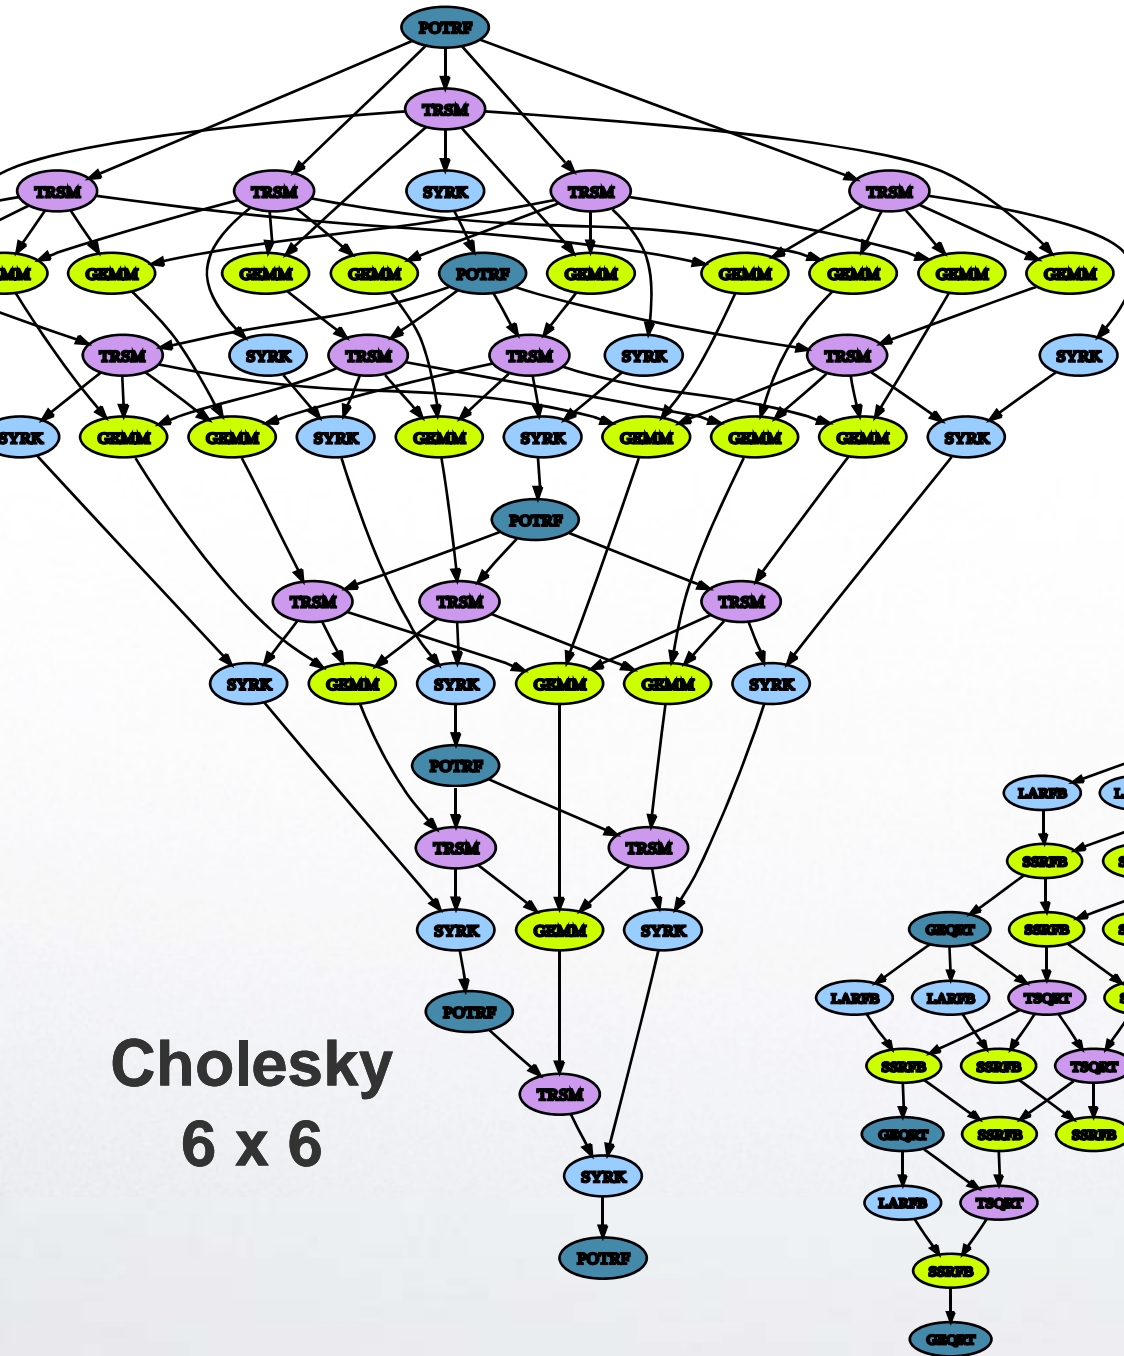 POTRF
TRSM
TRSM TRSM SYRK TRSM TRSM
MM GEMM GEMM GEMM POTRF GEMM GEMM GEMM GEMM GEMM
TRSM SYRK TRSM TRSM SYRK TRSM SYRK
SYRK GEMM GEMM SYRK GEMM SYRK GEMM GEMM GEMM SYRK
POTRF
TRSM TRSM TRSM
SYRK GEMM SYRK GEMM GEMM SYRK
POTRF
LARFB L
TRSM TRSM
SSRFB S
SYRK GEMM SYRK
GEQRT SSRFB S
LARFB LARFB TSQRT S
POTRF
Cholesky
SSRFB SSRFB TSQRT
TRSM
6 x 6
GEQRT SSRFB SSRFB
SYRK
LARFB TSQRT
POTRF
SSRFB
GEQRT